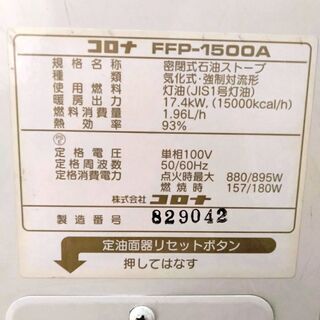 コロナ FFP-1500A
規格名称 密閉式石油ストーブ
種類 気化式・強制対流形
使用燃料 灯油(JIS1号灯油)
暖房出力 17.4kW, (15000kcal/h)
燃料消費量 1.96L/h
熱効率 93%
定格電圧 単相100V
定格周波数 50/60Hz
定格消費電力 点火時最大 880/895W
燃焼時 157/180W
株式会社 コロナ
製造番号 829042
定油面器リセットボタン
押してはなす